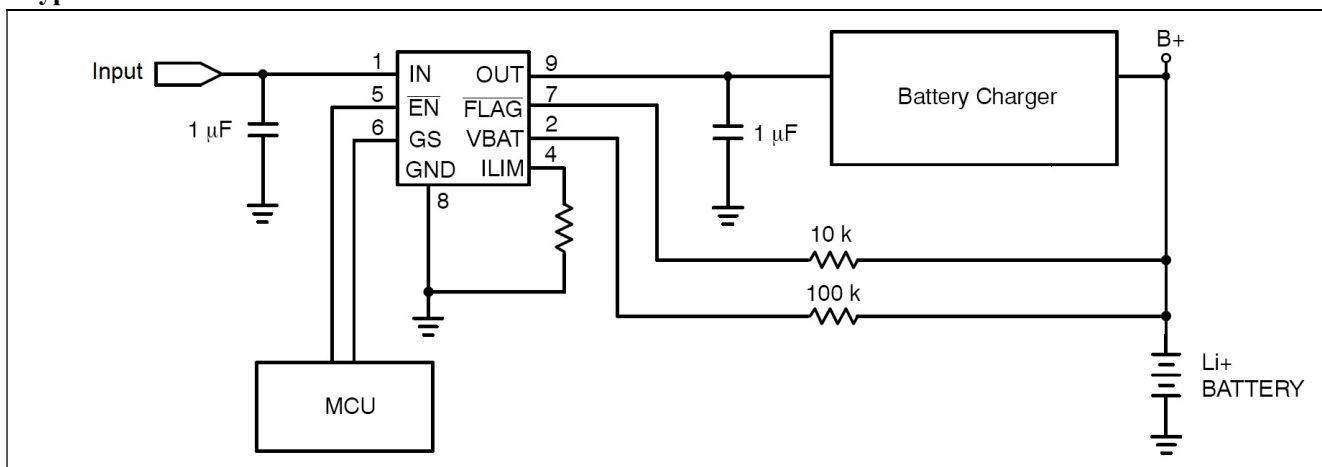 B+
Input
1
IN
OUT
9
5
EN
FLAG
7
6
GS
VBAT
2
GND
ILIM
4
8
1 μF
1 μF
Battery Charger
10 k
100 k
MCU
Li+
BATTERY